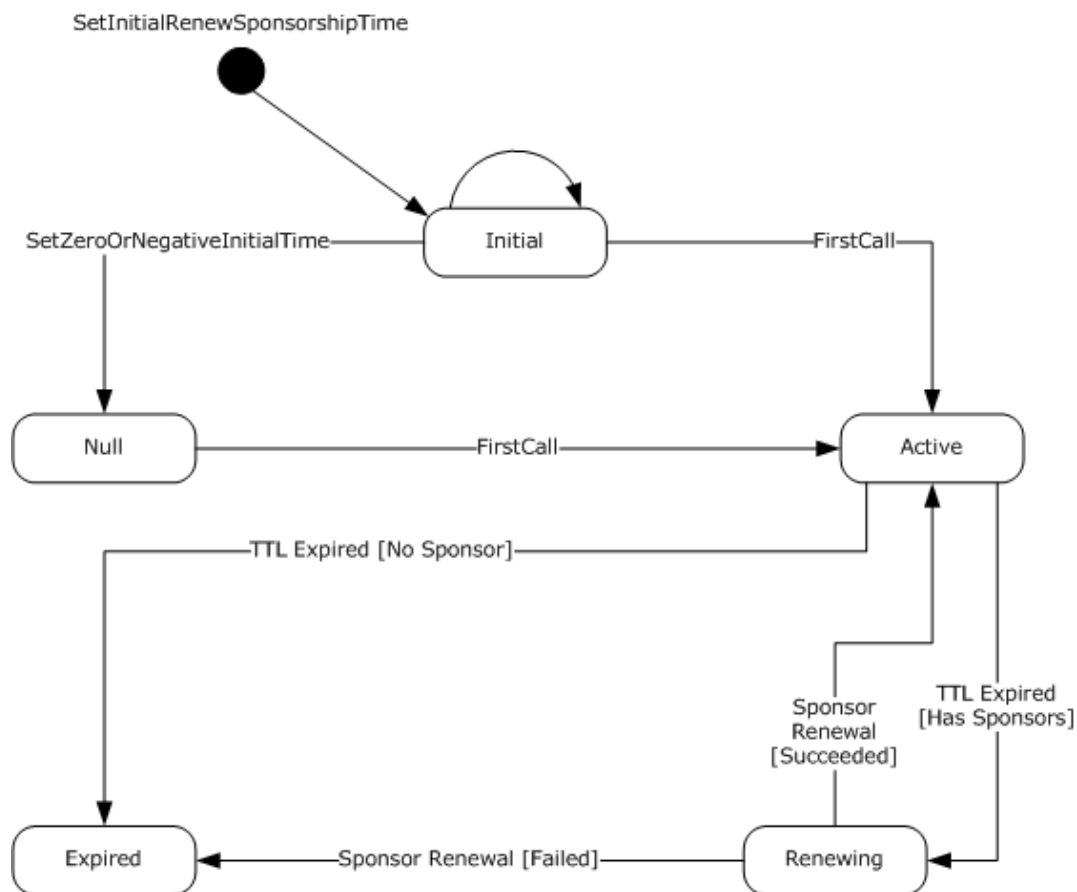 SetInitialRenewSponsorshipTime
Initial
SetZeroOrNegativeInitialTime
FirstCall
Null
FirstCall
Active
TTL Expired [No Sponsor]
Sponsor
Renewal
[Succeeded]
TTL Expired
[Has Sponsors]
Expired
Sponsor Renewal [Failed]
Renewing